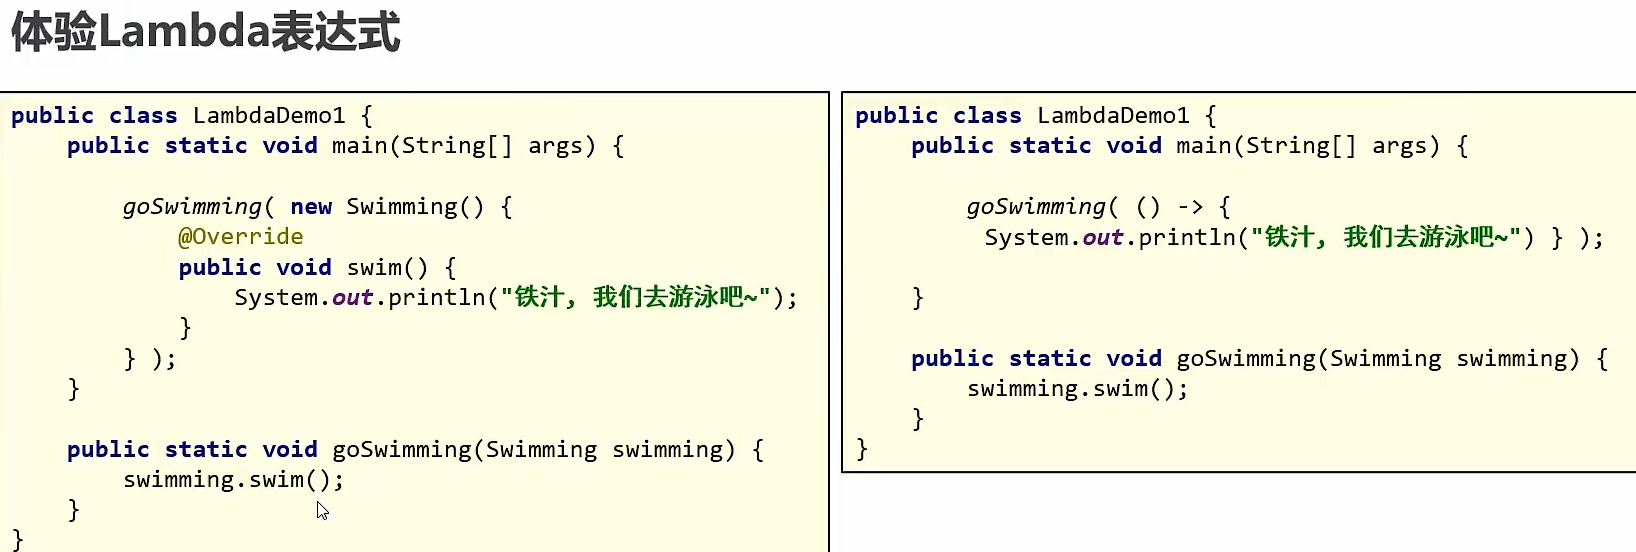 体验Lambda表达式
public class LambdaDemo1 {
public static void main(String[] args) {
goSwimming( new Swimming() {
@Override
public void swim() {
System.out.println("铁汁, 我们去游泳吧~");
}
} );
}
public static void goSwimming(Swimming swimming) {
swimming.swim();
}
}
public class LambdaDemo1 {
public static void main(String[] args) {
goSwimming( () -> {
System.out.println("铁汁, 我们去游泳吧~") } );
}
public static void goSwimming(Swimming swimming) {
swimming.swim();
}
}